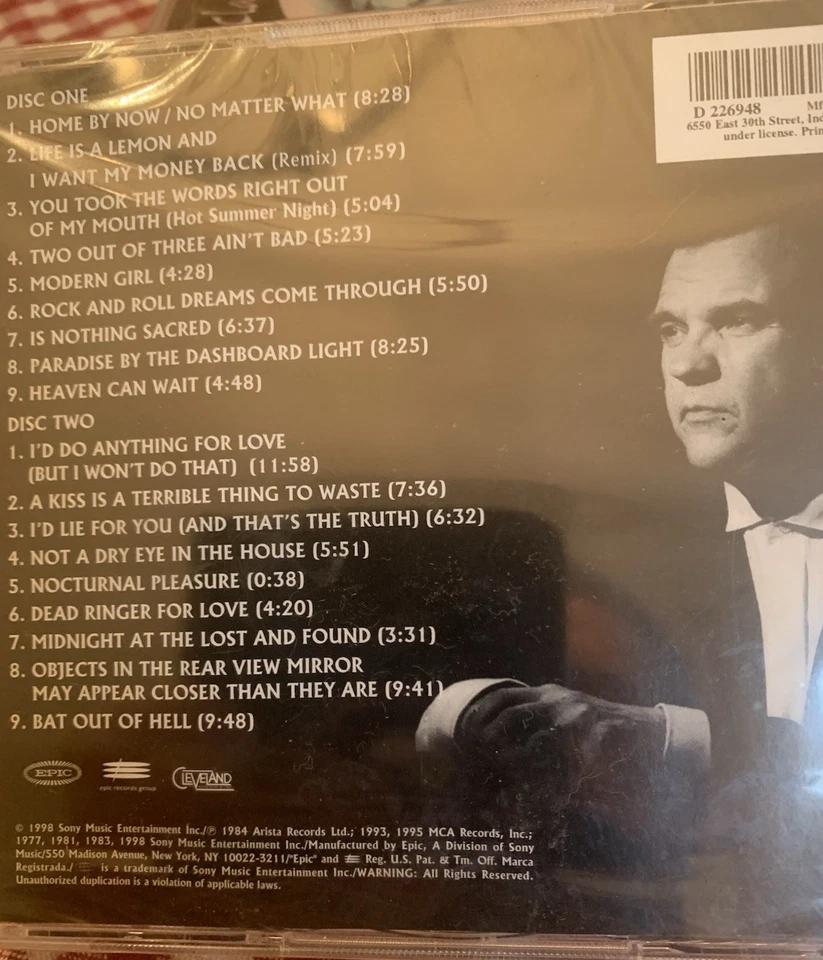 DISC ONE
1. HOME BY NOW / NO MATTER WHAT (8:28)
2. LIFE IS A LEMON AND
I WANT MY MONEY BACK (Remix) (7:59)
3. YOU TOOK THE WORDS RIGHT OUT
OF MY MOUTH (Hot Summer Night) (5:04)
4. TWO OUT OF THREE AIN'T BAD (5:23)
5. MODERN GIRL (4:28)
6. ROCK AND ROLL DREAMS COME THROUGH (5:50)
7. IS NOTHING SACRED (6:37)
8. PARADISE BY THE DASHBOARD LIGHT (8:25)
9. HEAVEN CAN WAIT (4:48)
DISC TWO
1. I'D DO ANYTHING FOR LOVE
(BUT I WON'T DO THAT) (11:58)
2. A KISS IS A TERRIBLE THING TO WASTE (7:36)
3. I'D LIE FOR YOU (AND THAT'S THE TRUTH) (6:32)
4. NOT A DRY EYE IN THE HOUSE (5:51)
5. NOCTURNAL PLEASURE (0:38)
6. DEAD RINGER FOR LOVE (4:20)
7. MIDNIGHT AT THE LOST AND FOUND (3:31)
8. OBJECTS IN THE REAR VIEW MIRROR
MAY APPEAR CLOSER THAN THEY ARE (9:41)
9. BAT OUT OF HELL (9:48)
EPIC
epic records group
CLEVELAND
© 1998 Sony Music Entertainment Inc./℗ 1984 Arista Records Ltd.; 1993, 1995 MCA Records, Inc.;
1977, 1981, 1983, 1998 Sony Music Entertainment Inc./Manufactured by Epic, A Division of Sony
Music/550 Madison Avenue, New York, NY 10022-3211/"Epic" and Reg. U.S. Pat. & Tm. Off. Marca
Registrada./ is a trademark of Sony Music Entertainment Inc./WARNING: All Rights Reserved.
Unauthorized duplication is a violation of applicable laws.
D 226948 Mf
6550 East 30th Street, Ind
under license. Prin